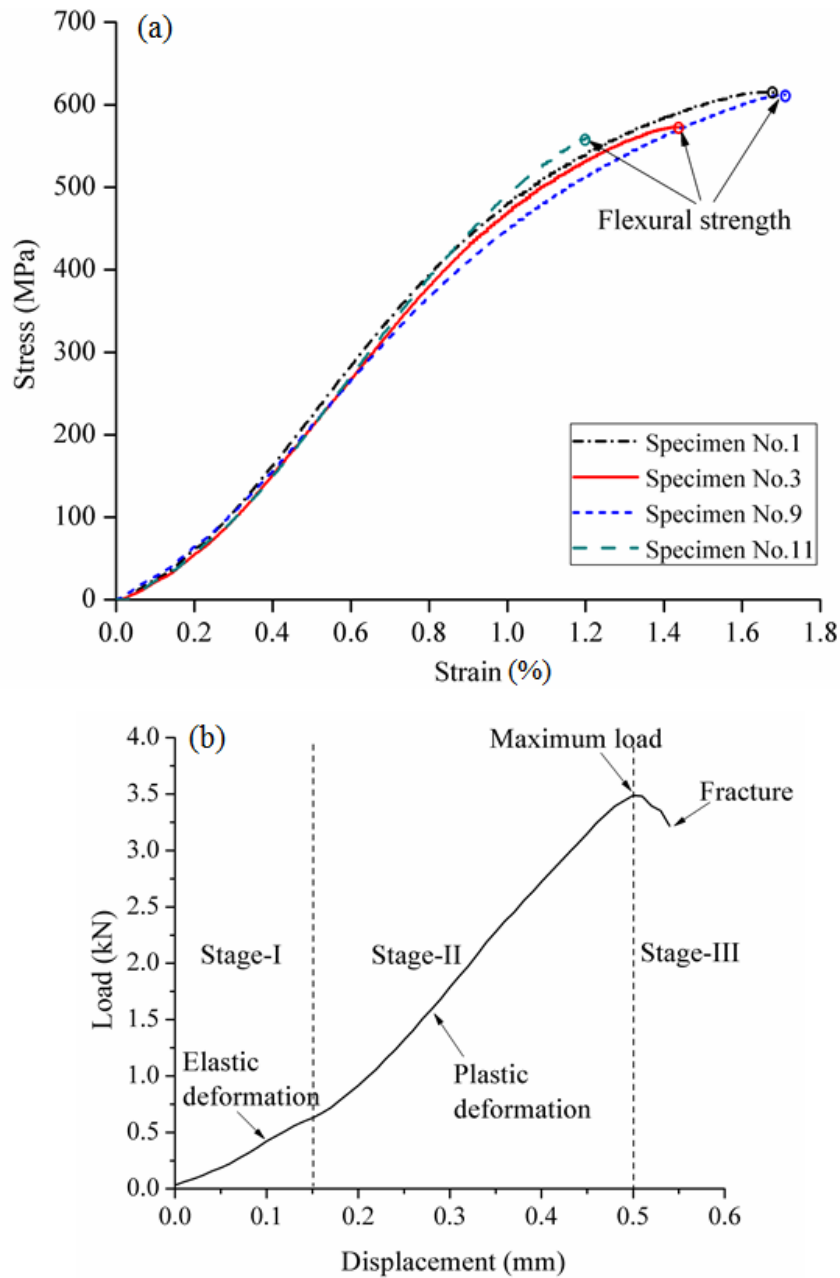 (a)
700
600
500
400
300
200
100
0
Stress (MPa)
Flexural strength
Specimen No.1
Specimen No.3
Specimen No.9
Specimen No.11
0.0 0.2 0.4 0.6 0.8 1.0 1.2 1.4 1.6 1.8
Strain (%)
(b)
4.0
3.5
3.0
2.5
2.0
1.5
1.0
0.5
0.0
Load (kN)
Maximum load
Fracture
Stage-I
Stage-II
Stage-III
Elastic
deformation
Plastic
deformation
0.0 0.1 0.2 0.3 0.4 0.5 0.6
Displacement (mm)